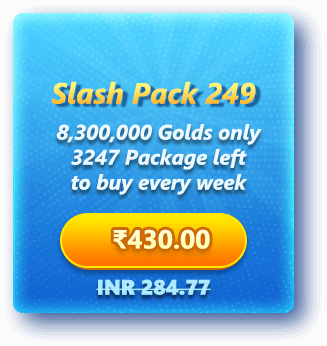 Slash Pack 249
8,300,000 Golds only
3247 Package left
to buy every week
₹430.00
INR 284.77